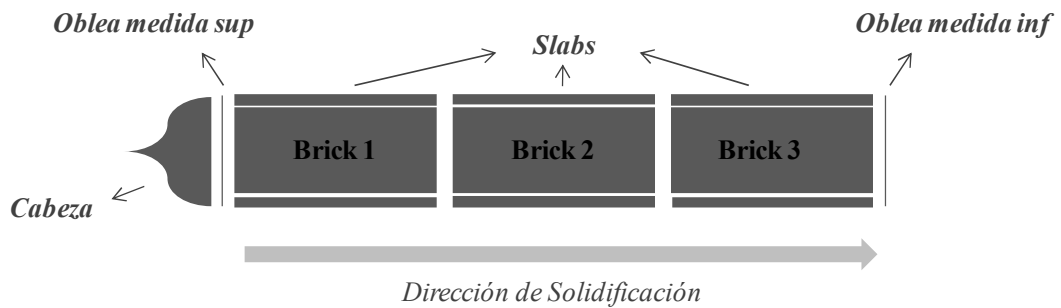 Oblea medida sup
Slabs
Oblea medida inf
Brick 1
Brick 2
Brick 3
Cabeza
Dirección de Solidificación